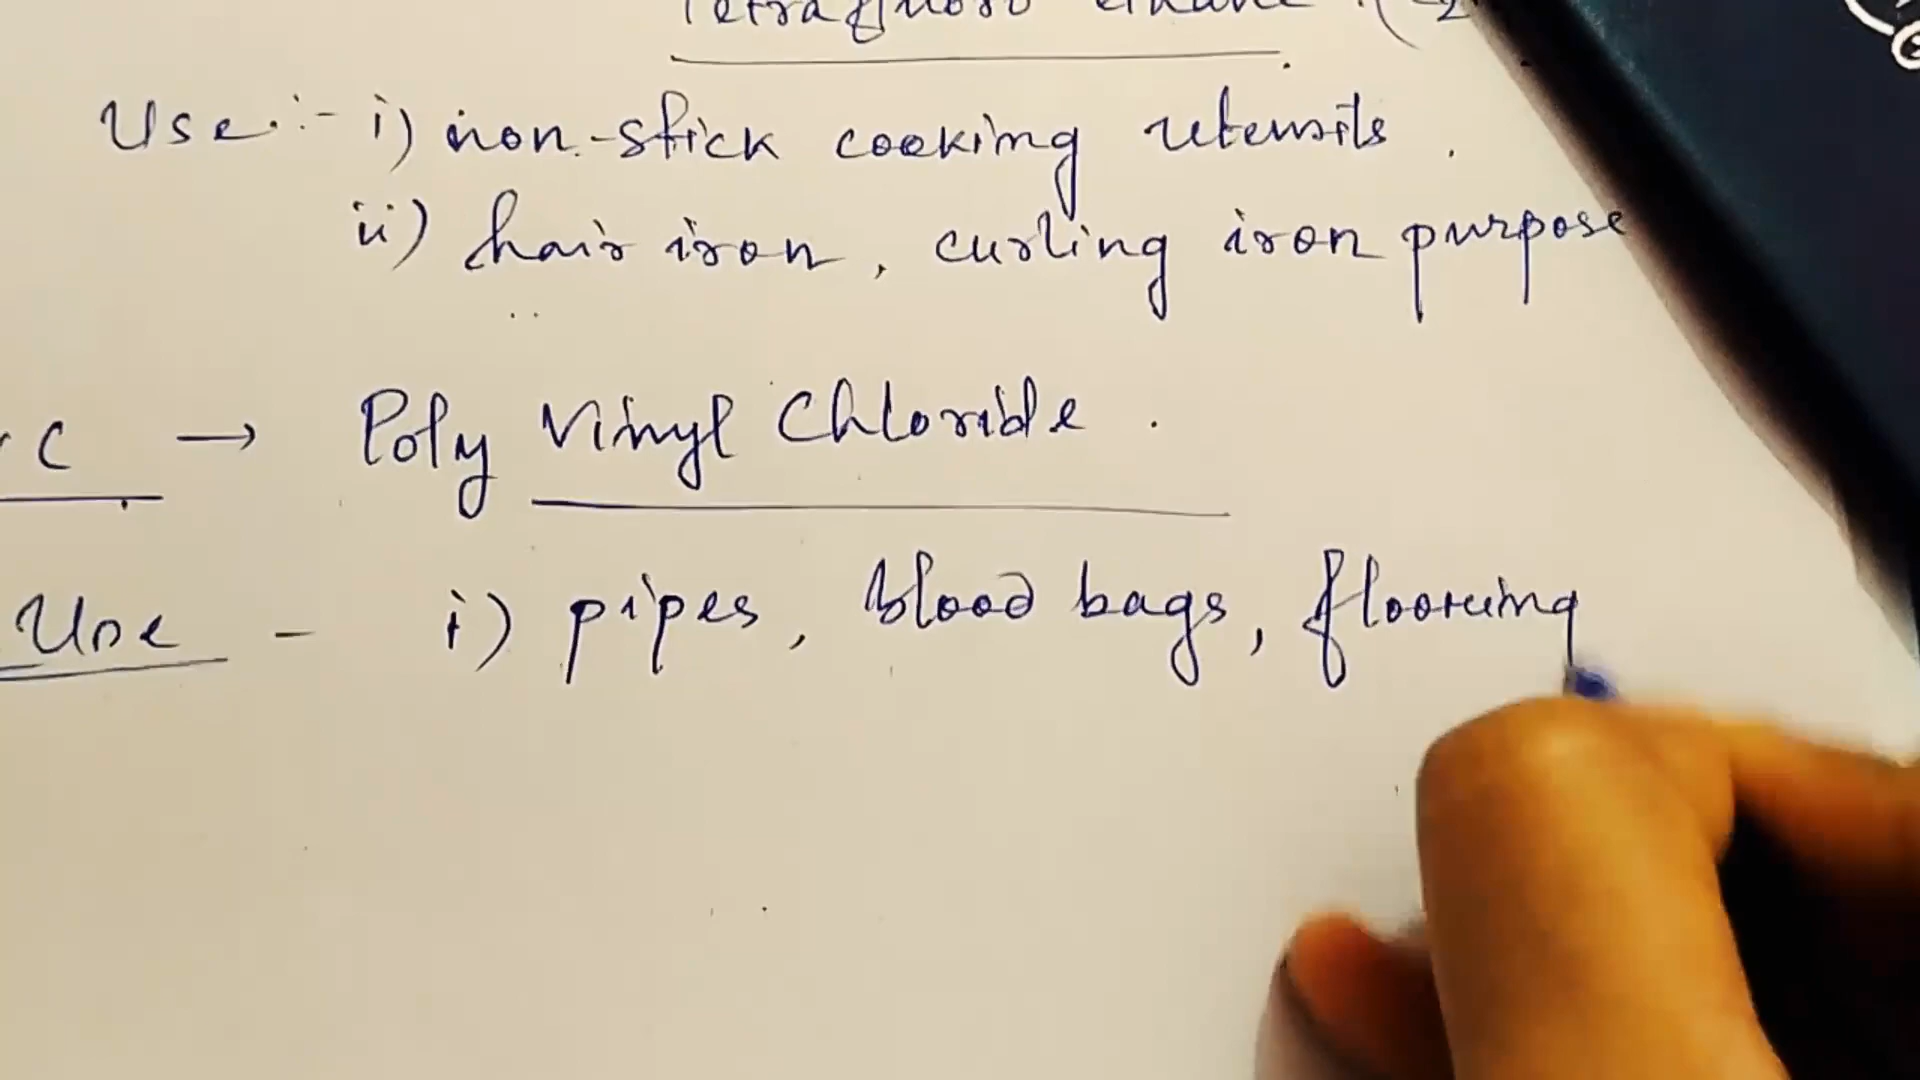 Use :- i) non-stick cooking utensils .
ii) hair iron , curling iron purpose
C → Poly Vinyl Chloride .
Use - i) pipes , blood bags , flooring